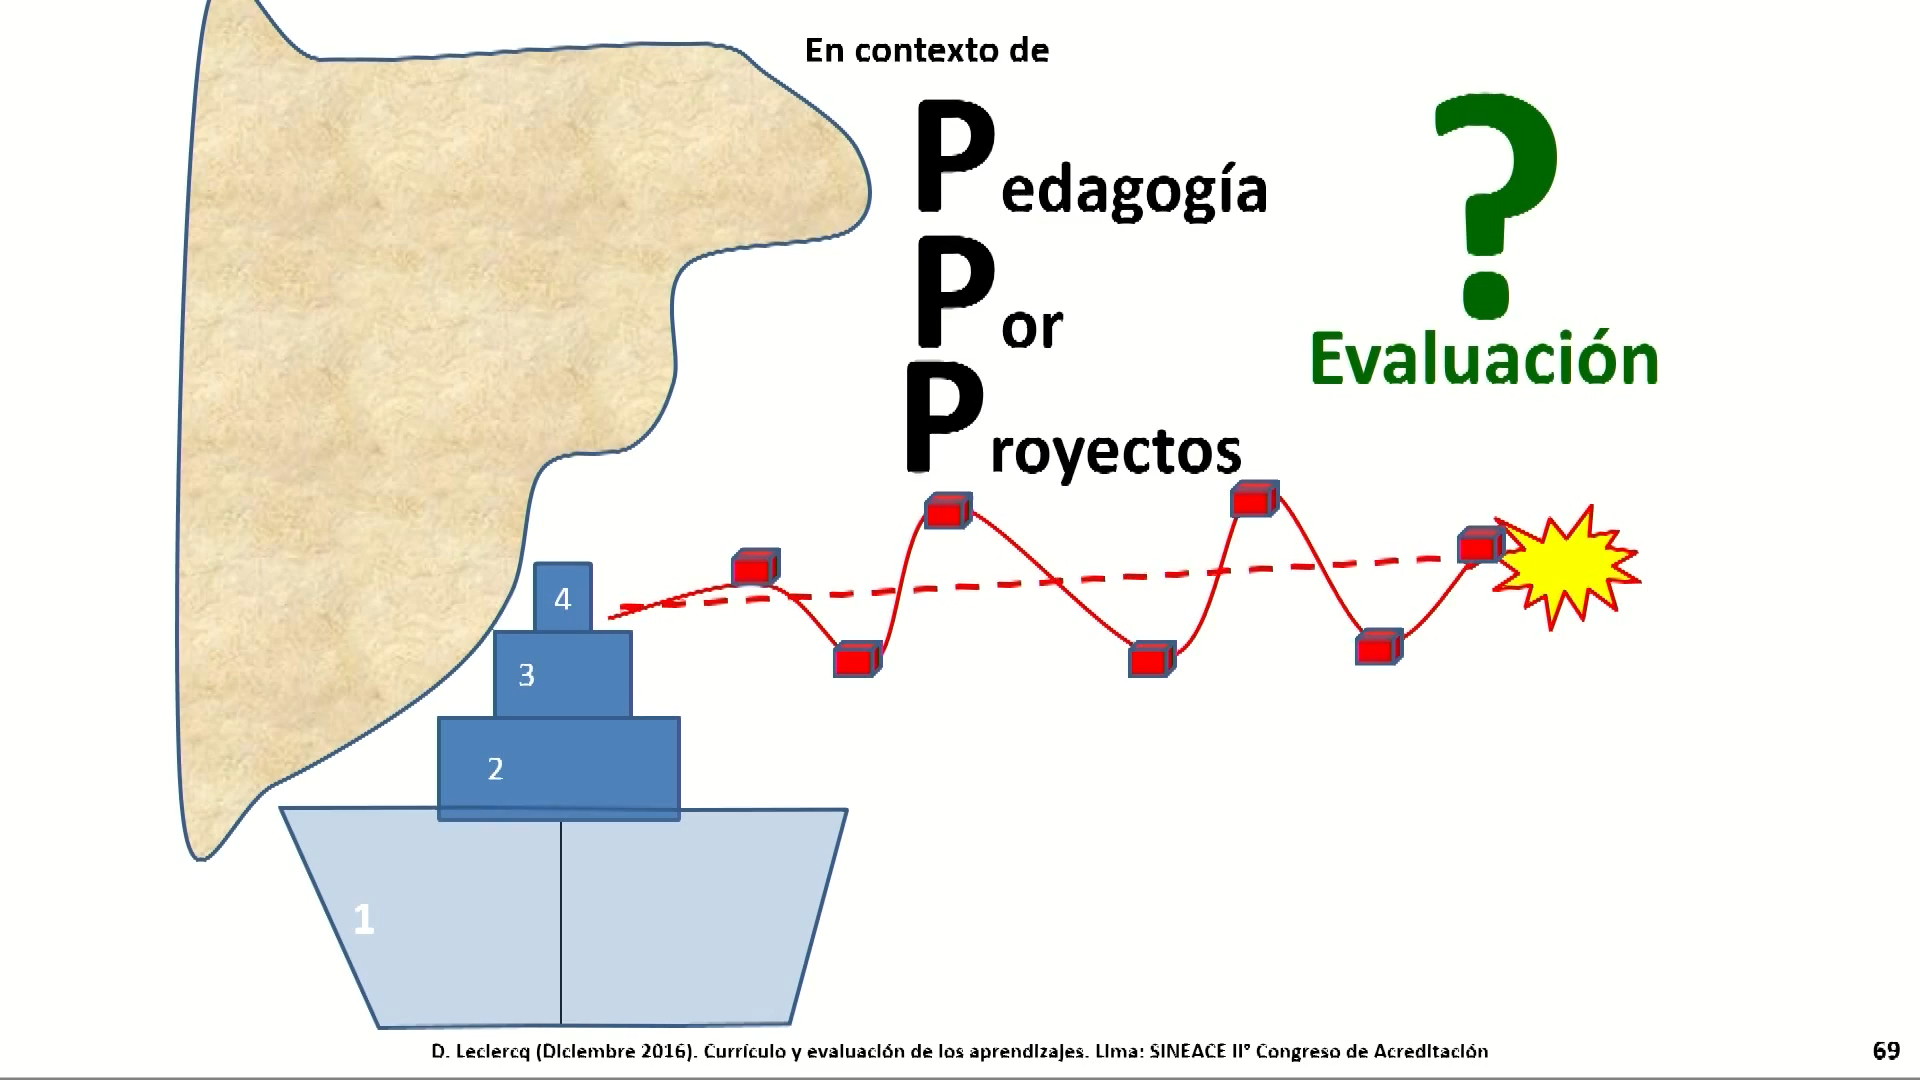 En contexto de
Pedagogía
Por
Proyectos
?
Evaluación
4
3
2
1
D. Leclercq (Diciembre 2016). Currículo y evaluación de los aprendizajes. Lima: SINEACE II° Congreso de Acreditación
69